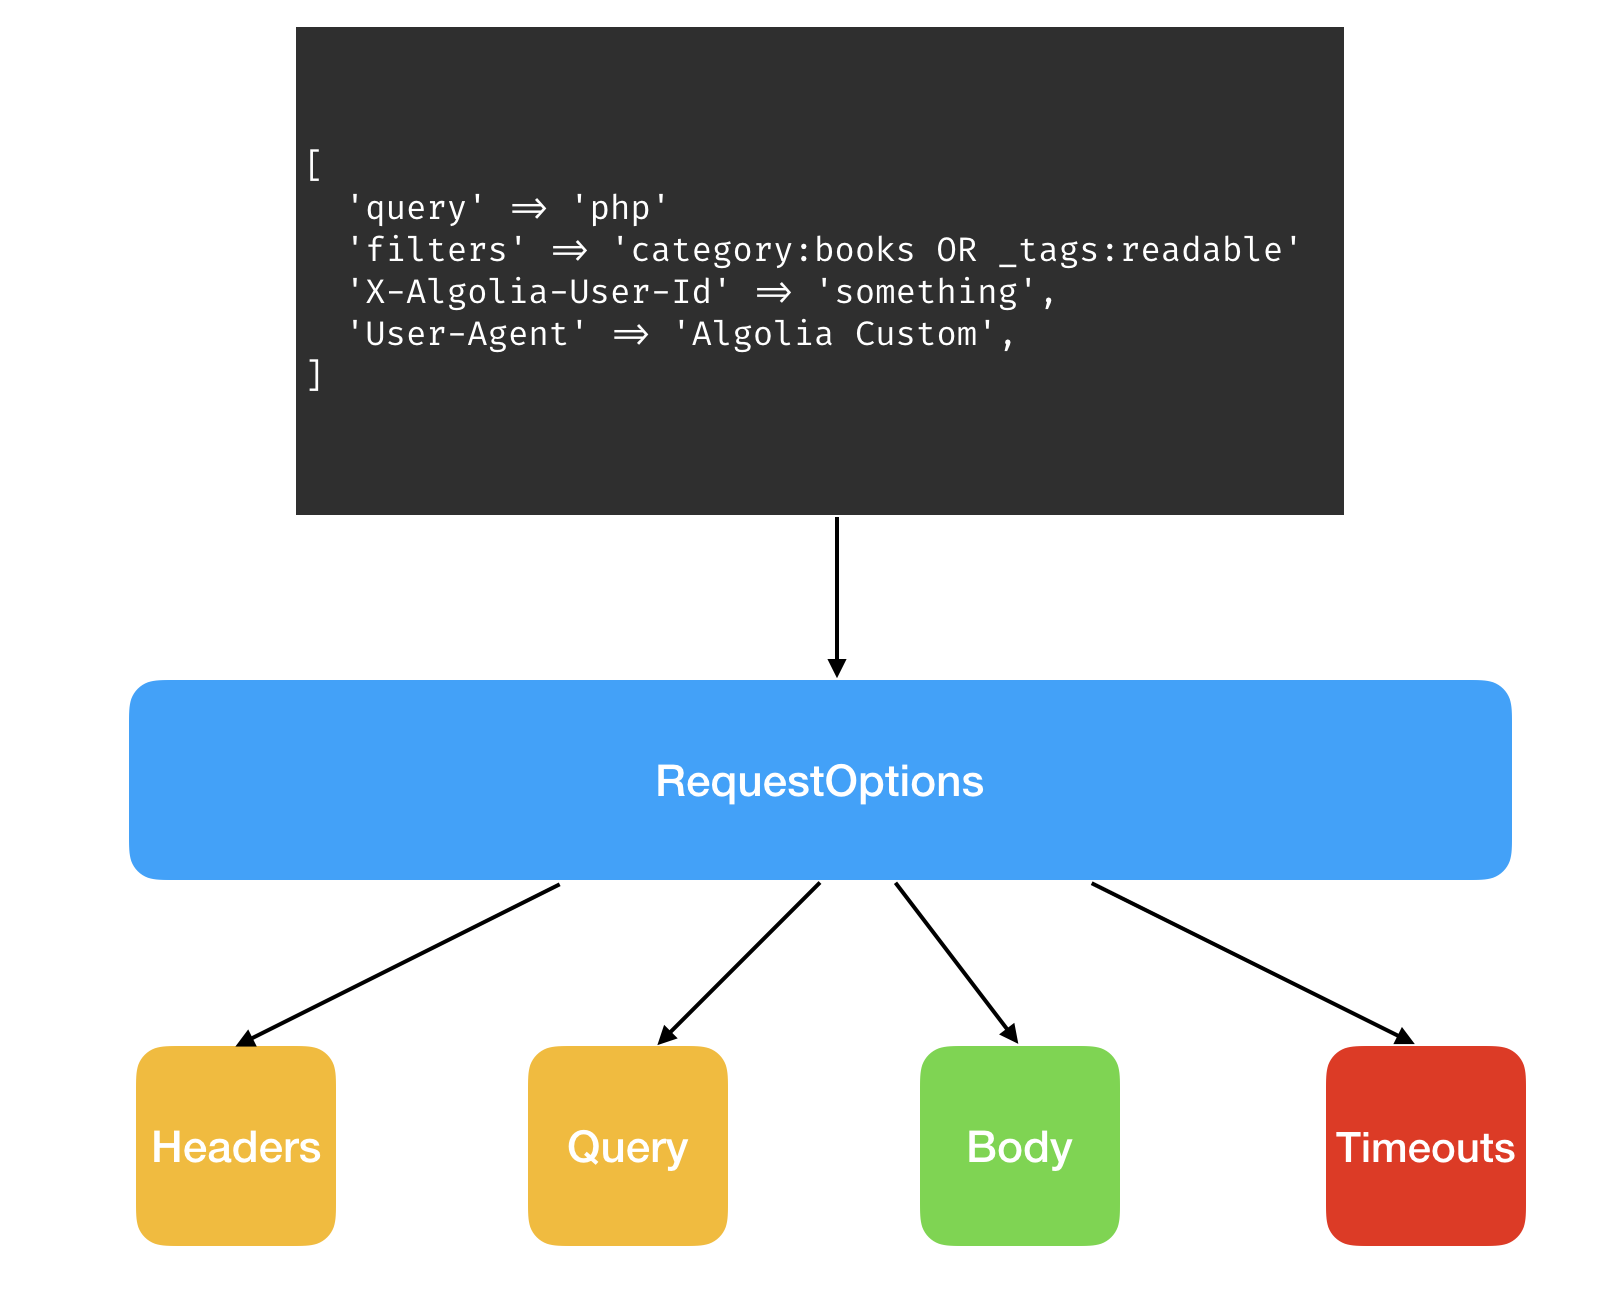 [
'query' => 'php'
'filters' => 'category:books OR _tags:readable'
'X-Algolia-User-Id' => 'something',
'User-Agent' => 'Algolia Custom',
]
RequestOptions
Headers
Query
Body
Timeouts